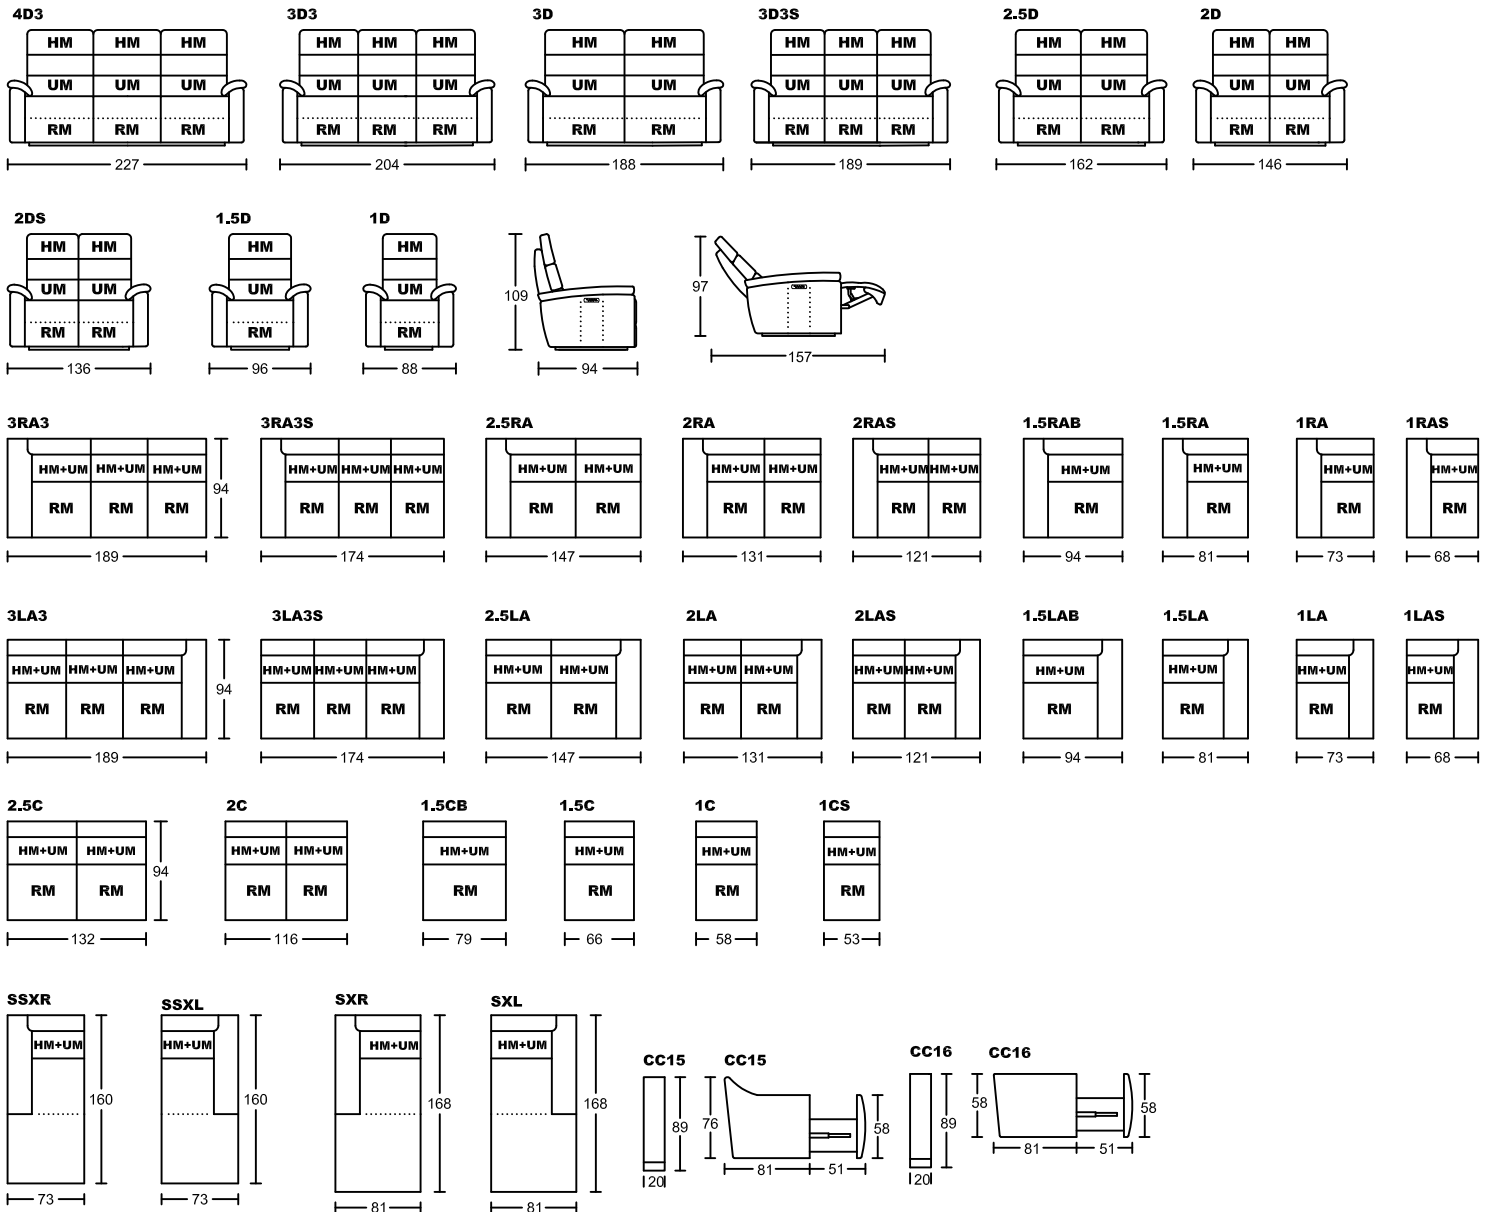 4D3 3D3 3D 3D3S 2.5D 2D
HM HM HM HM HM HM HM HM HM HM HM HM HM HM HM
UM UM UM UM UM UM UM UM UM UM UM UM UM UM UM
RM RM RM RM RM RM RM RM RM RM RM RM RM RM RM
227 204 188 189 162 146
2DS 1.5D 1D
HM HM HM HM
UM UM UM UM
109 97
RM RM RM RM
136 96 88 94 157
3RA3 3RA3S 2.5RA 2RA 2RAS 1.5RAB 1.5RA 1RA 1RAS
HM+UM HM+UM HM+UM HM+UM HM+UM HM+UM HM+UM HM+UM HM+UM HM+UM HM+UM HM+UM HM+UM HM+UM HM+UM HM+UM
94
RM RM RM RM RM RM RM RM RM RM RM RM RM RM RM RM
189 174 147 131 121 94 81 73 68
3LA3 3LA3S 2.5LA 2LA 2LAS 1.5LAB 1.5LA 1LA 1LAS
HM+UM HM+UM HM+UM HM+UM HM+UM HM+UM HM+UM HM+UM HM+UM HM+UM HM+UM HM+UM HM+UM HM+UM HM+UM HM+UM
94
RM RM RM RM RM RM RM RM RM RM RM RM RM RM RM RM
189 174 147 131 121 94 81 73 68
2.5C 2C 1.5CB 1.5C 1C 1CS
HM+UM HM+UM HM+UM HM+UM HM+UM HM+UM HM+UM HM+UM
94
RM RM RM RM RM RM RM RM
132 116 79 66 58 53
SSXR SSXL SXR SXL CC15 CC15 CC16 CC16
HM+UM HM+UM HM+UM HM+UM
160 160 168 168 89 76 58 89 58 58
81 51 81 51
20 20
73 73 81 81